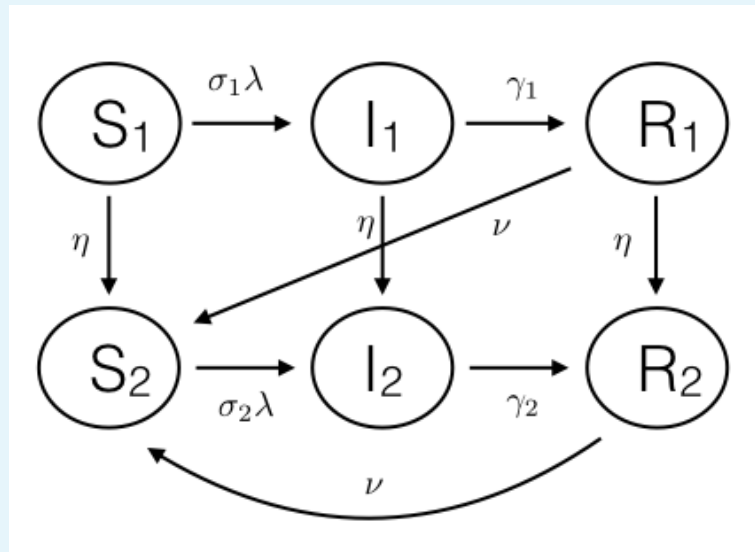 σ₁λ
γ₁
S₁
I₁
R₁
η
η
ν
η
S₂
I₂
R₂
σ₂λ
γ₂
ν